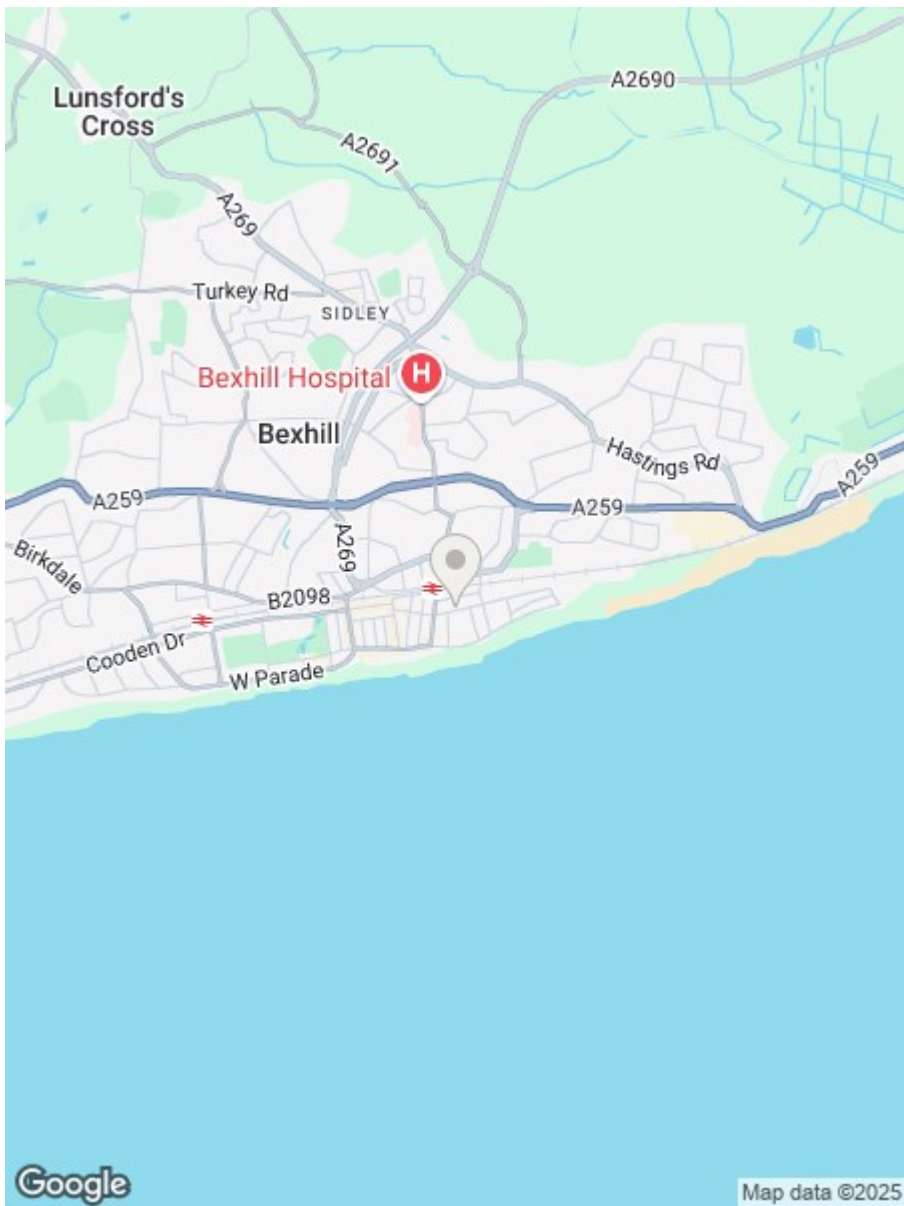 A2690
Lunsford's
Cross
A2691
A269
Turkey Rd
SIDLEY
Bexhill Hospital
H
Bexhill
Hastings Rd
A259
A259
A259
Birkdale
A269
B2098
Cooden Dr
W Parade
Google
Map data ©2025